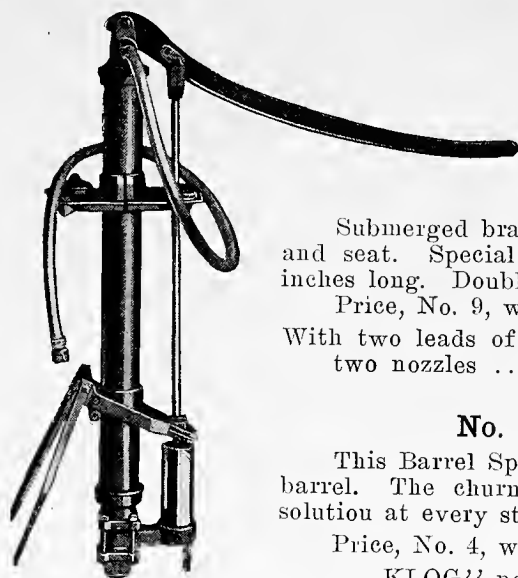 Submerged bra
and seat. Special
inches long. Doubl
Price, No. 9, w
With two leads of
two nozzles ..
No.
This Barrel Sp
barrel. The churn
solutiou at every st
Price, No. 4, w
KLOG" no